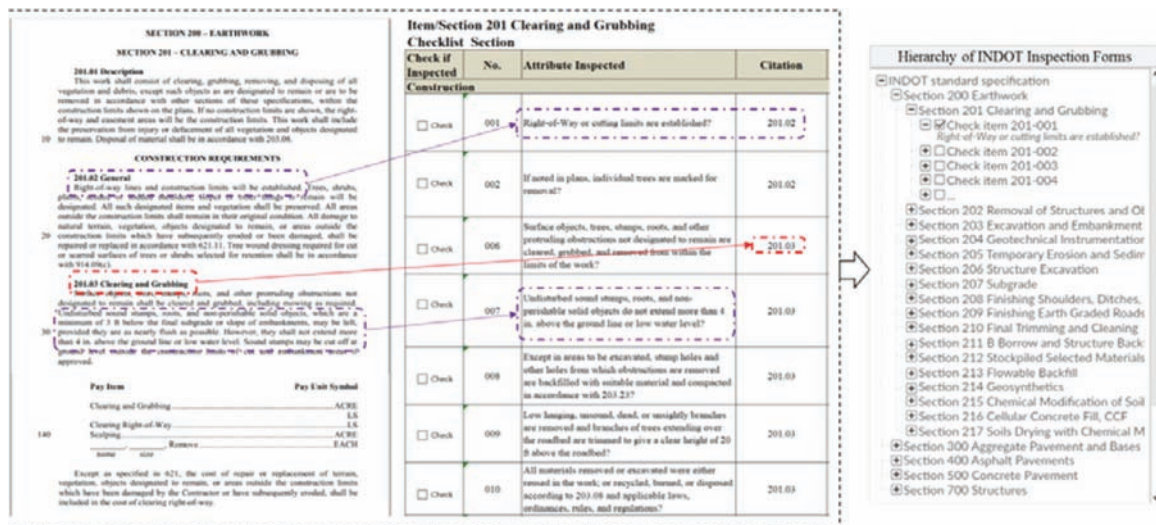 SECTION 200 – EARTHWORK
SECTION 201 – CLEARING AND GRUBBING
201.01 Description
This work shall consist of clearing, grubbing, removing, and disposing of all
vegetation and debris, except such objects as are designated to remain or are to be
removed in accordance with other sections of these specifications, within the
construction limits shown on the plans. If no construction limits are shown, the right-
of-way and easement areas will be the construction limits. This work shall include
the preservation from injury or defacement of all vegetation and objects designated
10 to remain. Disposal of material shall be in accordance with 203.08.
CONSTRUCTION REQUIREMENTS
201.02 General
Right-of-way lines and construction limits will be established. Trees, shrubs,
plants, remain will be
designated. All such designated items and vegetation shall be preserved. All areas
outside the construction limits shall remain in their original condition. All damage to
natural terrain, vegetation, objects designated to remain, or areas outside the
20 construction limits which have subsequently eroded or been damaged, shall be
repaired or replaced in accordance with 621.11. Tree wound dressing required for cut
or scarred surfaces of trees or shrubs selected for retention shall be in accordance
with 914.09(c).
201.03 Clearing and Grubbing
Surface objects, trees, stumps, roots, and other protruding obstructions not
designated to remain shall be cleared and grubbed, including mowing as required.
Undisturbed sound stumps, roots, and non-perishable solid objects, which are a
minimum of 3 ft below the final subgrade or slope of embankments, may be left,
30 provided they are as nearly flush as possible. However, they shall not extend more
than 4 in. above the ground line or low water level. Sound stumps may be cut off at
ground level outside the construction limits of cut and embankment
approved.
Pay Item Pay Unit Symbol
Clearing and Grubbing ACRE
LS
Clearing Right-of-Way LS
140 Scalping ACRE
, Remove EACH
name size
Except as specified in 621, the cost of repair or replacement of terrain,
vegetation, objects designated to remain, or areas outside the construction limits
which have been damaged by the Contractor or have subsequently eroded, shall be
included in the cost of clearing right-of-way.
Item/Section 201 Clearing and Grubbing
Checklist Section
Check if Inspected No. Attribute Inspected Citation
Construction
Check 001 Right-of-Way or cutting limits are established? 201.02
Check 002 If noted in plans, individual trees are marked for
removal? 201.02
Surface objects, trees, stumps, roots, and other
protruding obstructions not designated to remain are
Check 006 cleared, grubbed, and removed from within the 201.03
limits of the work?
Undisturbed sound stumps, roots, and non-
Check 007 perishable solid objects do not extend more than 4 201.03
in. above the ground line or low water level?
Except in areas to be excavated, stump holes and
other holes from which obstructions are removed
Check 008 are backfilled with suitable material and compacted 201.03
in accordance with 203.23?
Low hanging, unsound, dead, or unsightly branches
are removed and branches of trees extending over
Check 009 the roadbed are trimmed to give a clear height of 20 201.03
ft above the roadbed?
All materials removed or excavated were either
reused in the work; or recycled, burned, or disposed
Check 010 according to 203.08 and applicable laws, 201.03
ordinances, rules, and regulations?
Hierarchy of INDOT Inspection Forms
INDOT standard specification
Section 200 Earthwork
Section 201 Clearing and Grubbing
Check item 201-001
Right-of-Way or cutting limits are established?
Check item 201-002
Check item 201-003
Check item 201-004
...
Section 202 Removal of Structures and Ot
Section 203 Excavation and Embankment
Section 204 Geotechnical Instrumentation
Section 205 Temporary Erosion and Sedim
Section 206 Structure Excavation
Section 207 Subgrade
Section 208 Finishing Shoulders, Ditches,
Section 209 Finishing Earth Graded Roads
Section 210 Final Trimming and Cleaning
Section 211 B Borrow and Structure Back
Section 212 Stockpiled Selected Materials
Section 213 Flowable Backfill
Section 214 Geosynthetics
Section 215 Chemical Modification of Soil
Section 216 Cellular Concrete Fill, CCF
Section 217 Soils Drying with Chemical M
Section 300 Aggregate Pavement and Bases
Section 400 Asphalt Pavements
Section 500 Concrete Pavement
Section 700 Structures